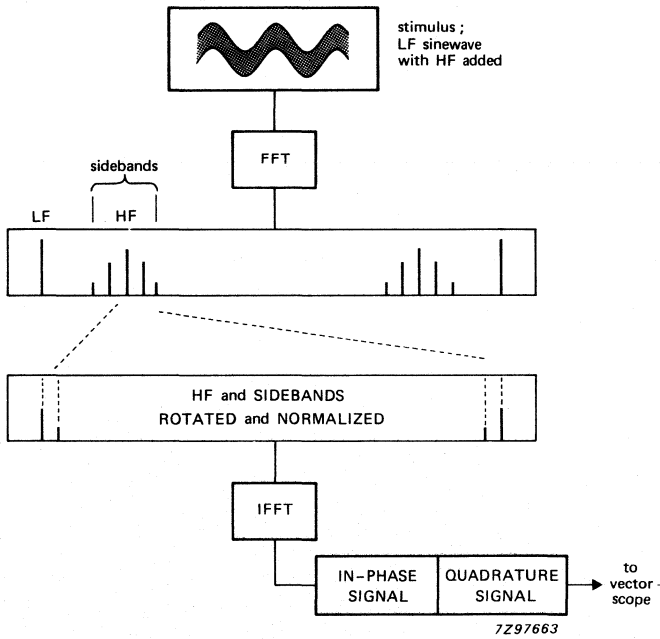 stimulus ;
LF sinewave
with HF added
FFT
sidebands
LF
HF
HF and SIDEBANDS
ROTATED and NORMALIZED
IFFT
IN-PHASE
SIGNAL
QUADRATURE
SIGNAL
to
vector -
scope
7Z97663